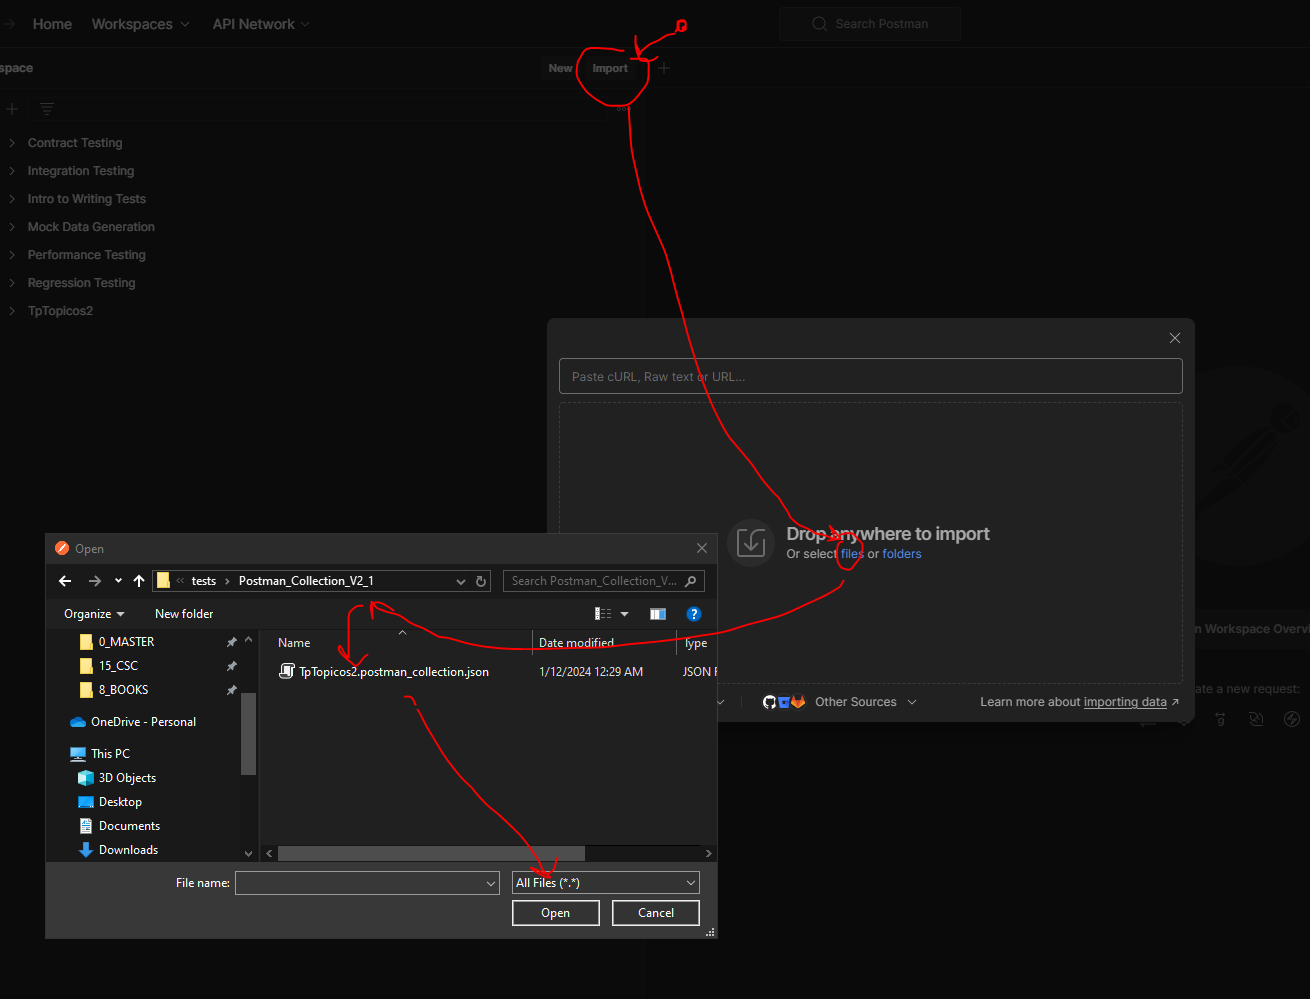 Home Workspaces API Network Search Postman
space New Import
Contract Testing
Integration Testing
Intro to Writing Tests
Mock Data Generation
Performance Testing
Regression Testing
TpTopicos2
Paste cURL, Raw text or URL...
Drop anywhere to import
Or select files or folders
Other Sources Learn more about importing data
n Workspace Overvi
ate a new request:
Open
tests Postman_Collection_V2_1 Search Postman_Collection_V...
Organize New folder
0_MASTER
15_CSC
8_BOOKS
OneDrive - Personal
This PC
3D Objects
Desktop
Documents
Downloads
Name Date modified Type
TpTopicos2.postman_collection.json 1/12/2024 12:29 AM JSON F
File name: All Files (*.*)
Open Cancel